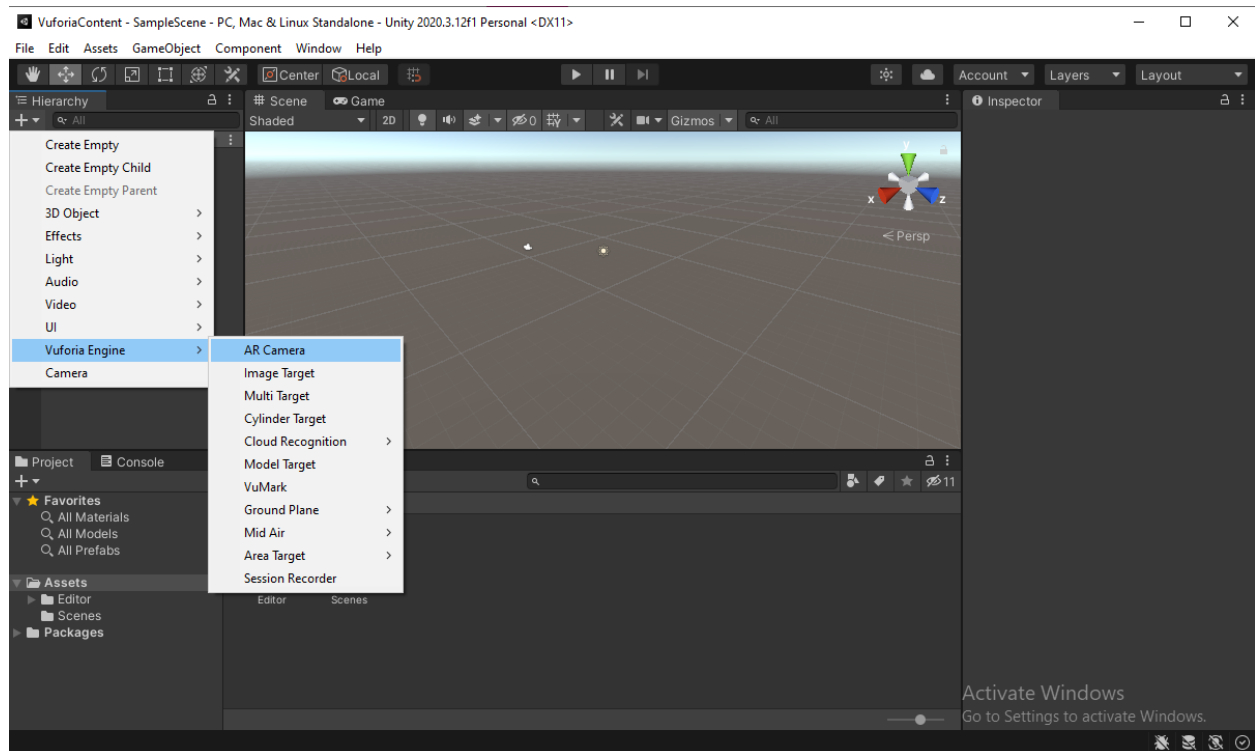 VuforiaContent - SampleScene - PC, Mac & Linux Standalone - Unity 2020.3.12f1 Personal <DX11>
File Edit Assets GameObject Component Window Help
Center Local Account Layers Layout
Hierarchy
All
Create Empty
Create Empty Child
Create Empty Parent
3D Object
Effects
Light
Audio
Video
UI
Vuforia Engine
Camera
AR Camera
Image Target
Multi Target
Cylinder Target
Cloud Recognition
Model Target
VuMark
Ground Plane
Mid Air
Area Target
Session Recorder
# Scene Game
Shaded 2D 0 Gizmos All
y
x z
< Persp
Inspector
Project Console
11
Favorites
All Materials
All Models
All Prefabs
Assets
Editor
Scenes
Packages
Editor Scenes
Activate Windows
Go to Settings to activate Windows.